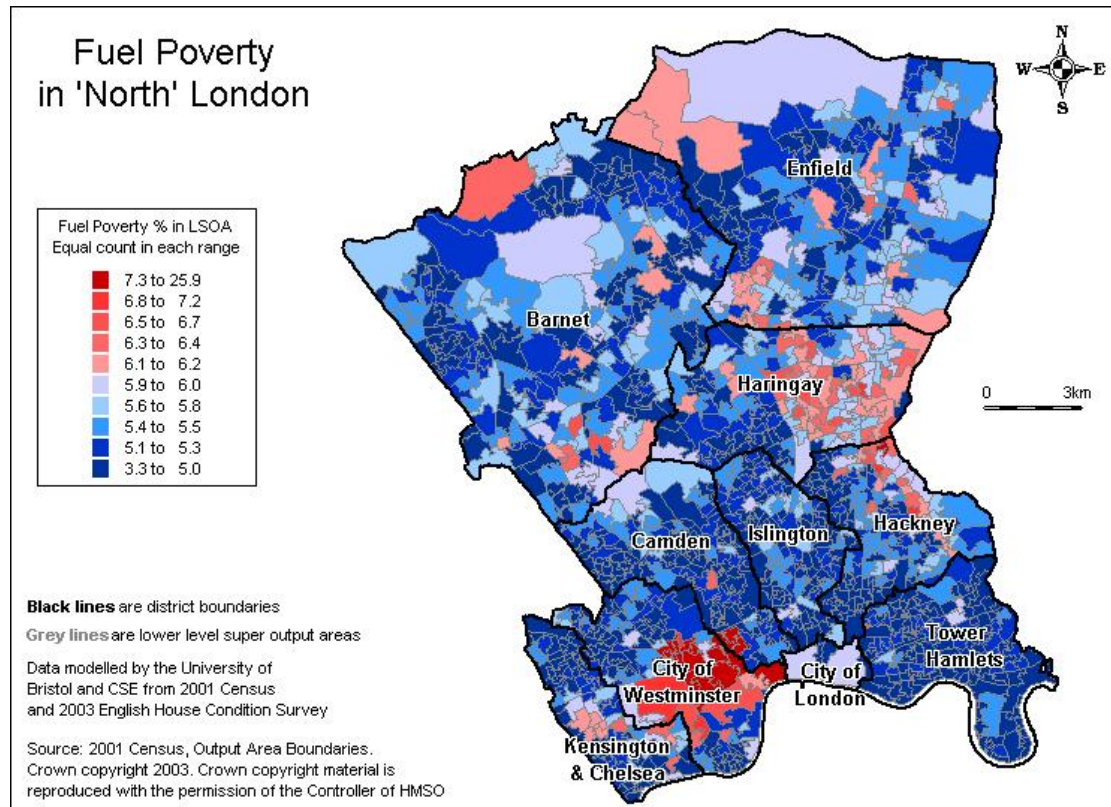 Fuel Poverty
in 'North' London
N
W E
S
Fuel Poverty % in LSOA
Equal count in each range
7.3 to 25.9
6.8 to 7.2
6.5 to 6.7
6.3 to 6.4
6.1 to 6.2
5.9 to 6.0
5.6 to 5.8
5.4 to 5.5
5.1 to 5.3
3.3 to 5.0
Enfield
Barnet
Haringay
0 3km
Camden
Islington
Hackney
Tower
Hamlets
City of
Westminster
City of
London
Kensington
& Chelsea
Black lines are district boundaries
Grey lines are lower level super output areas
Data modelled by the University of
Bristol and CSE from 2001 Census
and 2003 English House Condition Survey
Source: 2001 Census, Output Area Boundaries.
Crown copyright 2003. Crown copyright material is
reproduced with the permission of the Controller of HMSO